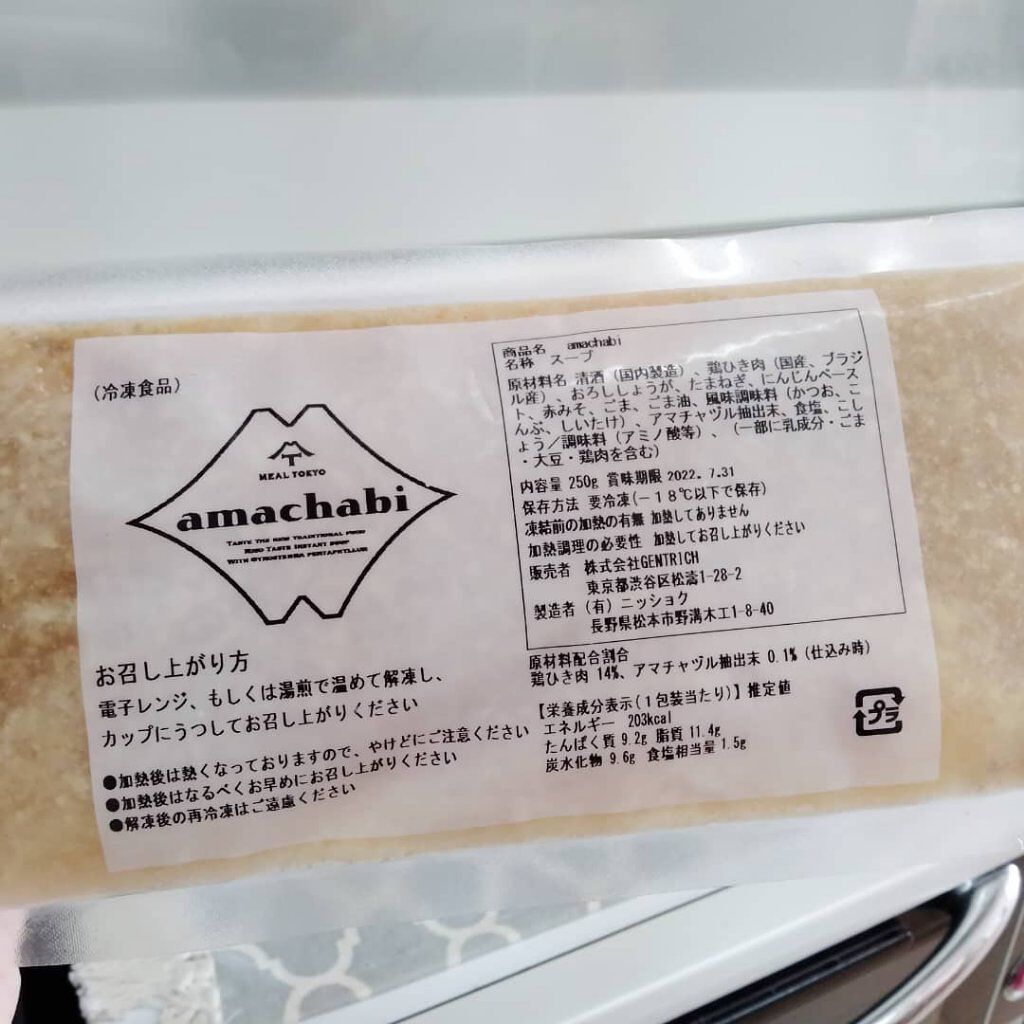 (冷凍食品)
MEAL TOKYO
amachabi
TASTE THE NEW TRADITIONAL FOOD
TASTE INSTANT SOUP
WITH GYNOSTEMMA PENTAPHYLLUM
お召し上がり方
電子レンジ、もしくは湯煎で温めて解凍し、
カップにうつしてお召し上がりください
●加熱後は熱くなっておりますので、やけどにご注意ください
●加熱後はなるべくお早めにお召し上がりください
●解凍後の再冷凍はご遠慮ください
商品名 amachabi
名称 スープ
原材料名 清酒（国内製造）、鶏ひき肉（国産、ブラジ
ル産）、おろししょうが、たまねぎ、にんじんペース
ト、赤みそ、ごま、ごま油、風味調味料（かつお、こ
んぶ、しいたけ）、アマチャヅル抽出末、食塩、こし
ょう／調味料（アミノ酸等）、（一部に乳成分・ごま
・大豆・鶏肉を含む）
内容量 250g 賞味期限 2022. 7.31
保存方法 要冷凍(－18℃以下で保存)
凍結前の加熱の有無 加熱してありません
加熱調理の必要性 加熱してお召し上がりください
販売者 株式会社GENTRICH
東京都渋谷区松濤1-28-2
製造者 (有) ニッショク
長野県松本市野溝木工1-8-40
原材料配合割合
鶏ひき肉 14%、アマチャヅル抽出末 0.1% (仕込み時)
【栄養成分表示(1包装当たり)】推定値
エネルギー 203kcal
たんぱく質 9.2g 脂質 11.4g
炭水化物 9.6g 食塩相当量 1.5g
プラ